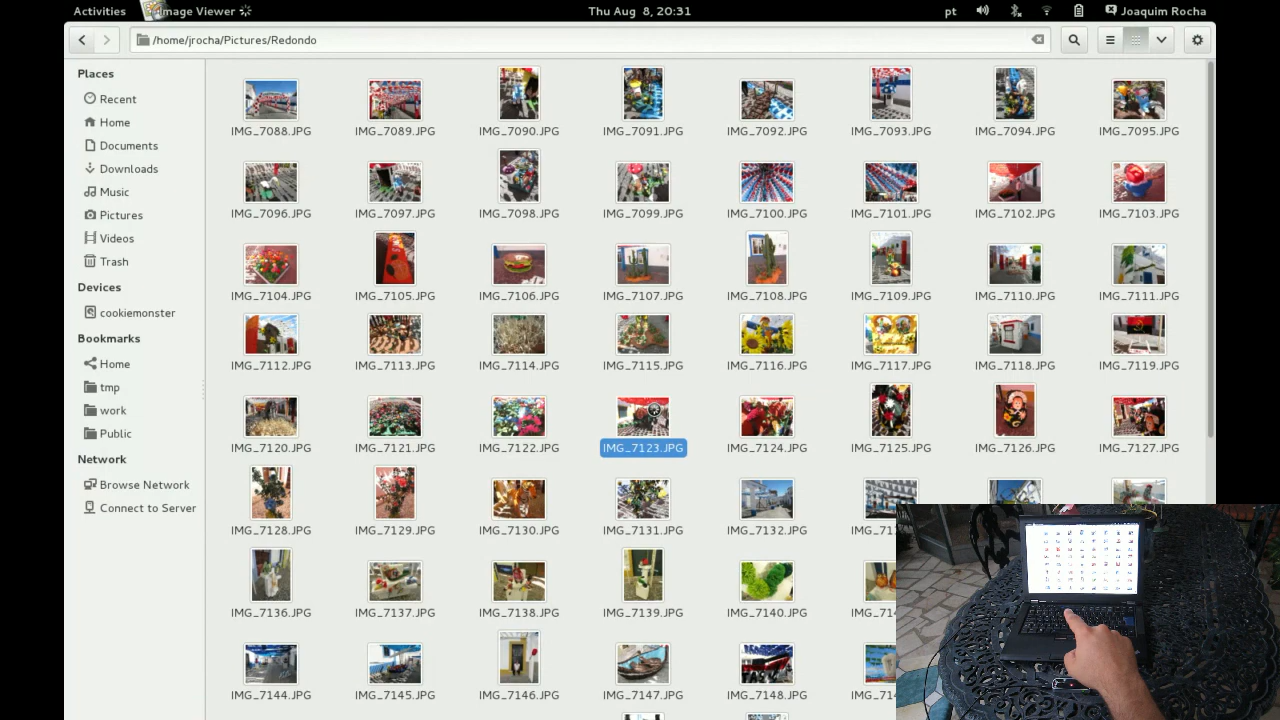 Activities Image Viewer Thu Aug 8, 20:31 pt Joaquim Rocha
/home/jrocha/Pictures/Redondo
Places
Recent
Home
Documents
Downloads
Music
Pictures
Videos
Trash
Devices
cookiemonster
Bookmarks
Home
tmp
work
Public
Network
Browse Network
Connect to Server
IMG_7088.JPG IMG_7089.JPG IMG_7090.JPG IMG_7091.JPG IMG_7092.JPG IMG_7093.JPG IMG_7094.JPG IMG_7095.JPG
IMG_7096.JPG IMG_7097.JPG IMG_7098.JPG IMG_7099.JPG IMG_7100.JPG IMG_7101.JPG IMG_7102.JPG IMG_7103.JPG
IMG_7104.JPG IMG_7105.JPG IMG_7106.JPG IMG_7107.JPG IMG_7108.JPG IMG_7109.JPG IMG_7110.JPG IMG_7111.JPG
IMG_7112.JPG IMG_7113.JPG IMG_7114.JPG IMG_7115.JPG IMG_7116.JPG IMG_7117.JPG IMG_7118.JPG IMG_7119.JPG
IMG_7120.JPG IMG_7121.JPG IMG_7122.JPG IMG_7123.JPG IMG_7124.JPG IMG_7125.JPG IMG_7126.JPG IMG_7127.JPG
IMG_7128.JPG IMG_7129.JPG IMG_7130.JPG IMG_7131.JPG IMG_7132.JPG
IMG_7136.JPG IMG_7137.JPG IMG_7138.JPG IMG_7139.JPG IMG_7140.JPG
IMG_7144.JPG IMG_7145.JPG IMG_7146.JPG IMG_7147.JPG IMG_7148.JPG